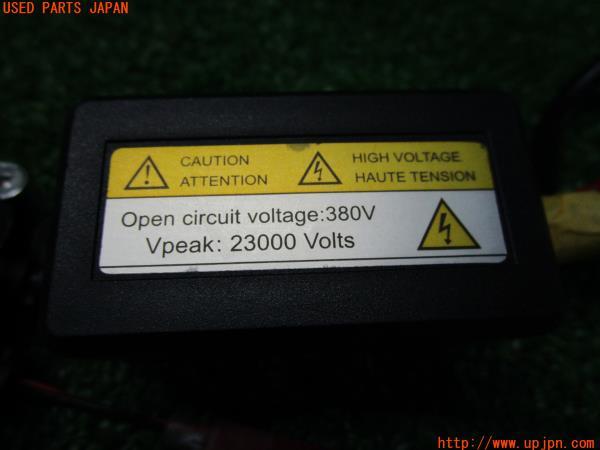 USED PARTS JAPAN
CAUTION
ATTENTION
HIGH VOLTAGE
HAUTE TENSION
Open circuit voltage:380V
Vpeak: 23000 Volts
http://www.upjpn.com/